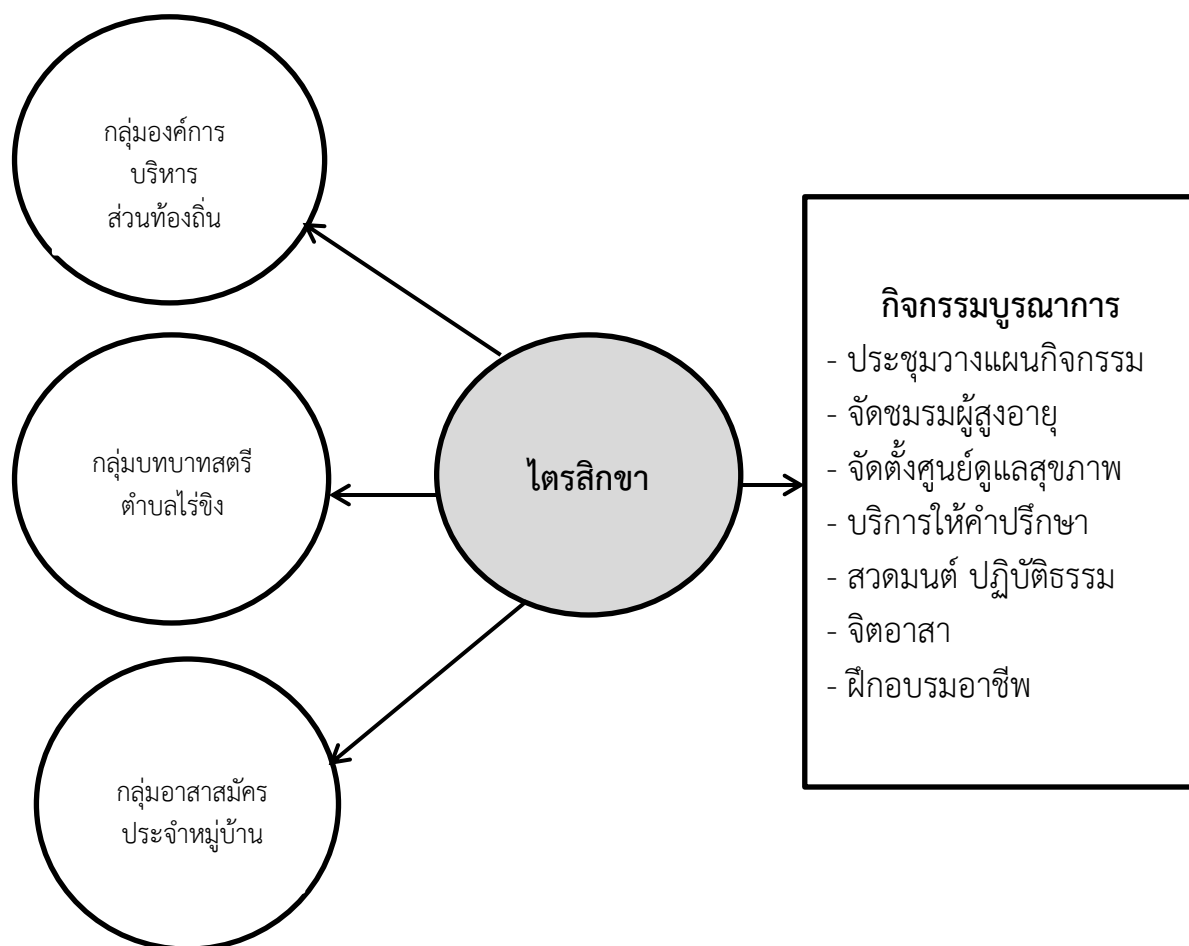 กลุ่มองค์การ
บริหาร
ส่วนท้องถิ่น
กลุ่มบทบาทสตรี
ตำบลไร่ขิง
กลุ่มอาสาสมัคร
ประจำหมู่บ้าน
ไตรสิกขา
กิจกรรมบูรณาการ
- ประชุมวางแผนกิจกรรม
- จัดชมรมผู้สูงอายุ
- จัดตั้งศูนย์ดูแลสุขภาพ
- บริการให้คำปรึกษา
- สวดมนต์ ปฏิบัติธรรม
- จิตอาสา
- ฝึกอบรมอาชีพ